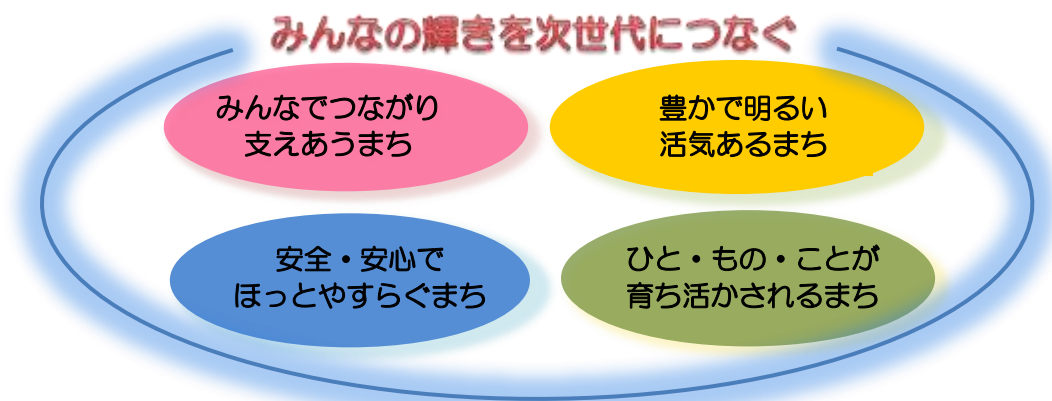 みんなの輝きを次世代につなぐ
みんなでつながり
支えあうまち
豊かで明るい
活気あるまち
安全・安心で
ほっとやすらぐまち
ひと・もの・ことが
育ち活かされるまち